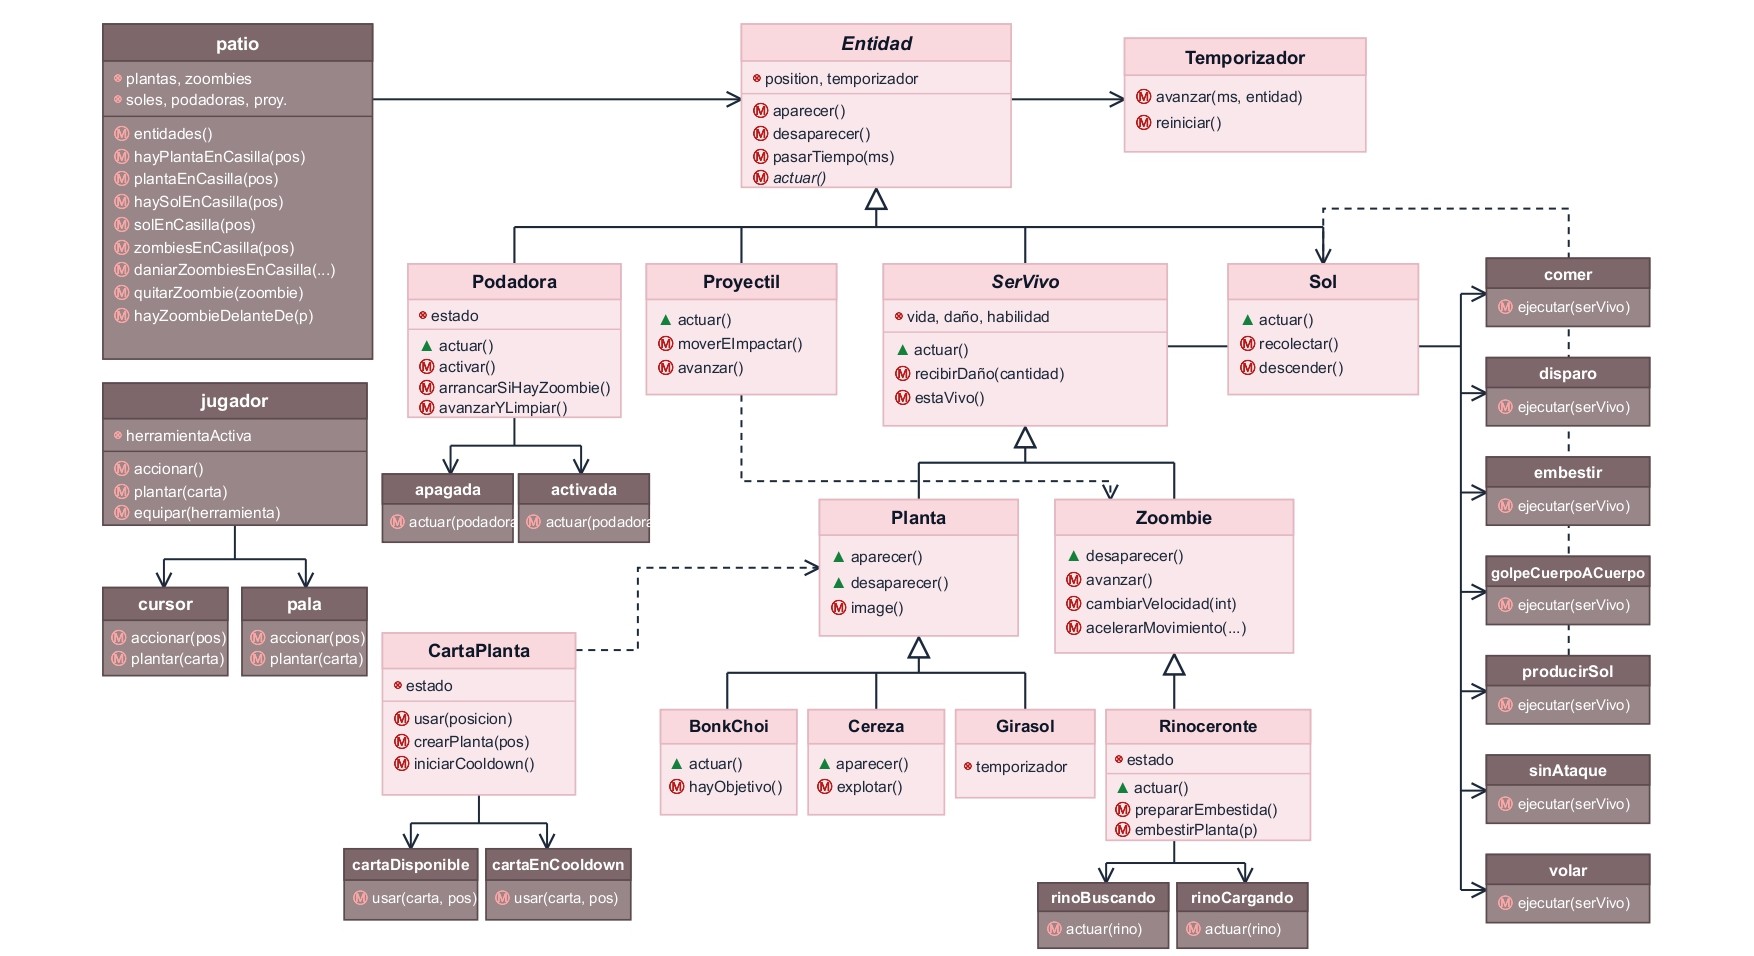 patio
plantas, zoombies
soles, podadoras, proy.
entidades()
hayPlantaEnCasilla(pos)
plantaEnCasilla(pos)
haySolEnCasilla(pos)
solEnCasilla(pos)
zombiesEnCasilla(pos)
daniarZoombiesEnCasilla(...)
quitarZoombie(zoombie)
hayZoombieDelanteDe(p)
Entidad
position, temporizador
aparecer()
desaparecer()
pasarTiempo(ms)
actuar()
Temporizador
avanzar(ms, entidad)
reiniciar()
Podadora
estado
actuar()
activar()
arrancarSiHayZoombie()
avanzarYLimpiar()
Proyectil
actuar()
moverEImpactar()
avanzar()
SerVivo
vida, daño, habilidad
actuar()
recibirDaño(cantidad)
estaVivo()
Sol
actuar()
recolectar()
descender()
comer
ejecutar(serVivo)
disparo
ejecutar(serVivo)
embestir
ejecutar(serVivo)
golpeCuerpoACuerpo
ejecutar(serVivo)
producirSol
ejecutar(serVivo)
sinAtaque
ejecutar(serVivo)
volar
ejecutar(serVivo)
jugador
herramientaActiva
accionar()
plantar(carta)
equipar(herramienta)
cursor
accionar(pos)
plantar(carta)
pala
accionar(pos)
plantar(carta)
apagada
actuar(podadora
activada
actuar(podadora
Planta
aparecer()
desaparecer()
image()
Zoombie
desaparecer()
avanzar()
cambiarVelocidad(int)
acelerarMovimiento(...)
CartaPlanta
estado
usar(posicion)
crearPlanta(pos)
iniciarCooldown()
cartaDisponible
usar(carta, pos)
cartaEnCooldown
usar(carta, pos)
BonkChoi
actuar()
hayObjetivo()
Cereza
aparecer()
explotar()
Girasol
temporizador
Rinoceronte
estado
actuar()
prepararEmbestida()
embestirPlanta(p)
rinoBuscando
actuar(rino)
rinoCargando
actuar(rino)